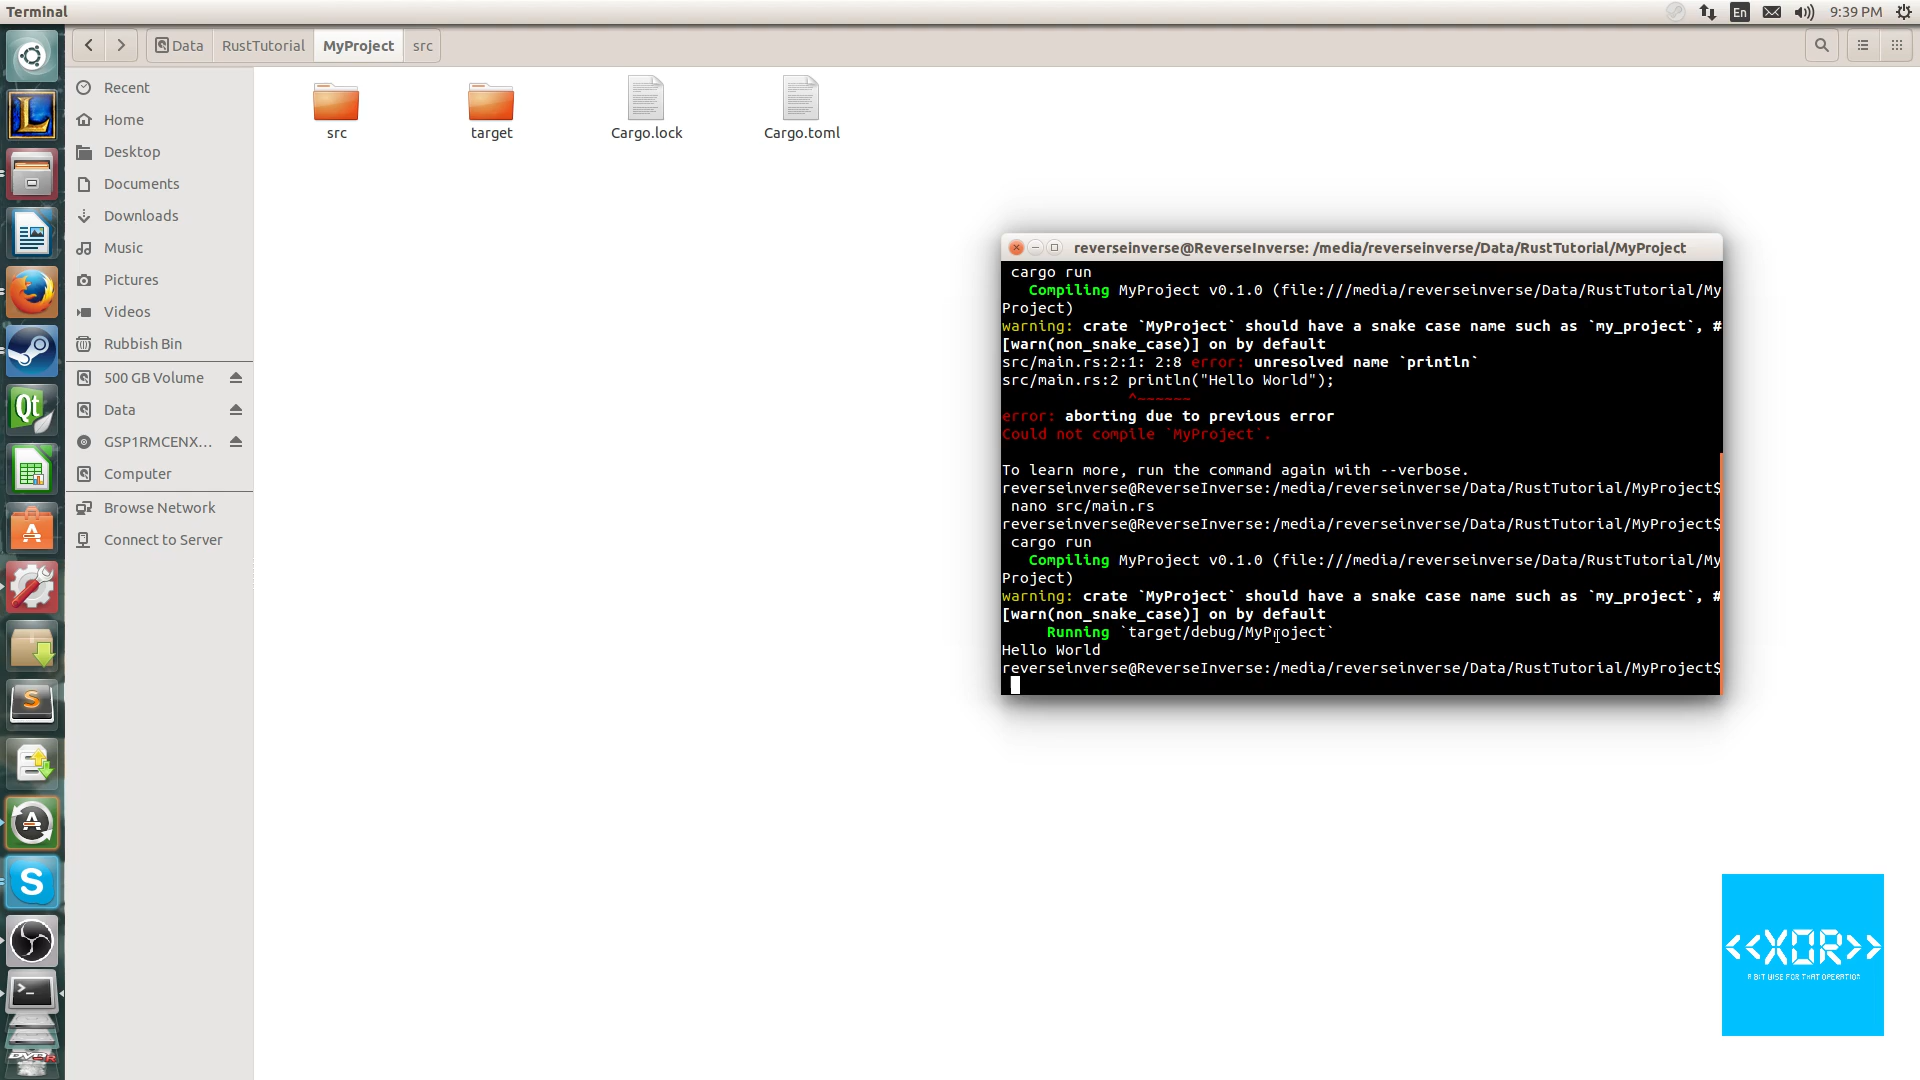 Terminal
En
9:39 PM
Data
RustTutorial
MyProject
src
Recent
Home
Desktop
Documents
Downloads
Music
Pictures
Videos
Rubbish Bin
500 GB Volume
Data
GSP1RMCENX...
Computer
Browse Network
Connect to Server
src
target
Cargo.lock
Cargo.toml
reverseinverse@ReverseInverse: /media/reverseinverse/Data/RustTutorial/MyProject
cargo run
Compiling MyProject v0.1.0 (file:///media/reverseinverse/Data/RustTutorial/My
Project)
warning: crate `MyProject` should have a snake case name such as `my_project`, #
[warn(non_snake_case)] on by default
src/main.rs:2:1: 2:8 error: unresolved name `println`
src/main.rs:2 println("Hello World");
^~~~~~~
error: aborting due to previous error
Could not compile `MyProject`.
To learn more, run the command again with --verbose.
reverseinverse@ReverseInverse:/media/reverseinverse/Data/RustTutorial/MyProject$
nano src/main.rs
reverseinverse@ReverseInverse:/media/reverseinverse/Data/RustTutorial/MyProject$
cargo run
Compiling MyProject v0.1.0 (file:///media/reverseinverse/Data/RustTutorial/My
Project)
warning: crate `MyProject` should have a snake case name such as `my_project`, #
[warn(non_snake_case)] on by default
Running `target/debug/MyProject`
Hello World
reverseinverse@ReverseInverse:/media/reverseinverse/Data/RustTutorial/MyProject$
<<XOR>>
A BIT WISE FOR THAT OPERATION